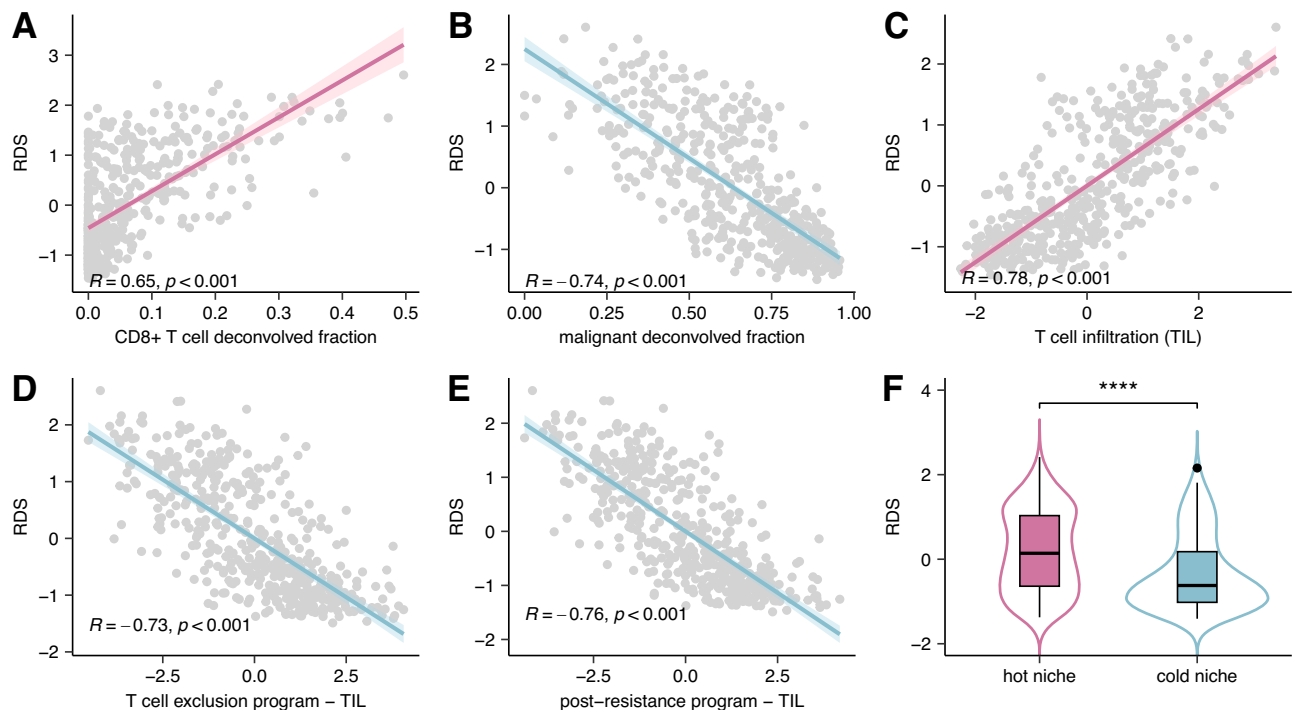 A
RDS
3
2
1
0
−1
R = 0.65, p < 0.001
0.0 0.1 0.2 0.3 0.4 0.5
CD8+ T cell deconvolved fraction
B
RDS
2
1
0
−1
R = −0.74, p < 0.001
0.00 0.25 0.50 0.75 1.00
malignant deconvolved fraction
C
RDS
2
1
0
−1
R = 0.78, p < 0.001
−2 0 2
T cell infiltration (TIL)
D
RDS
2
1
0
−1
−2
R = −0.73, p < 0.001
−2.5 0.0 2.5
T cell exclusion program − TIL
E
RDS
2
1
0
−1
−2
R = −0.76, p < 0.001
−2.5 0.0 2.5
post−resistance program − TIL
F
RDS
4
2
0
−2
****
hot niche cold niche